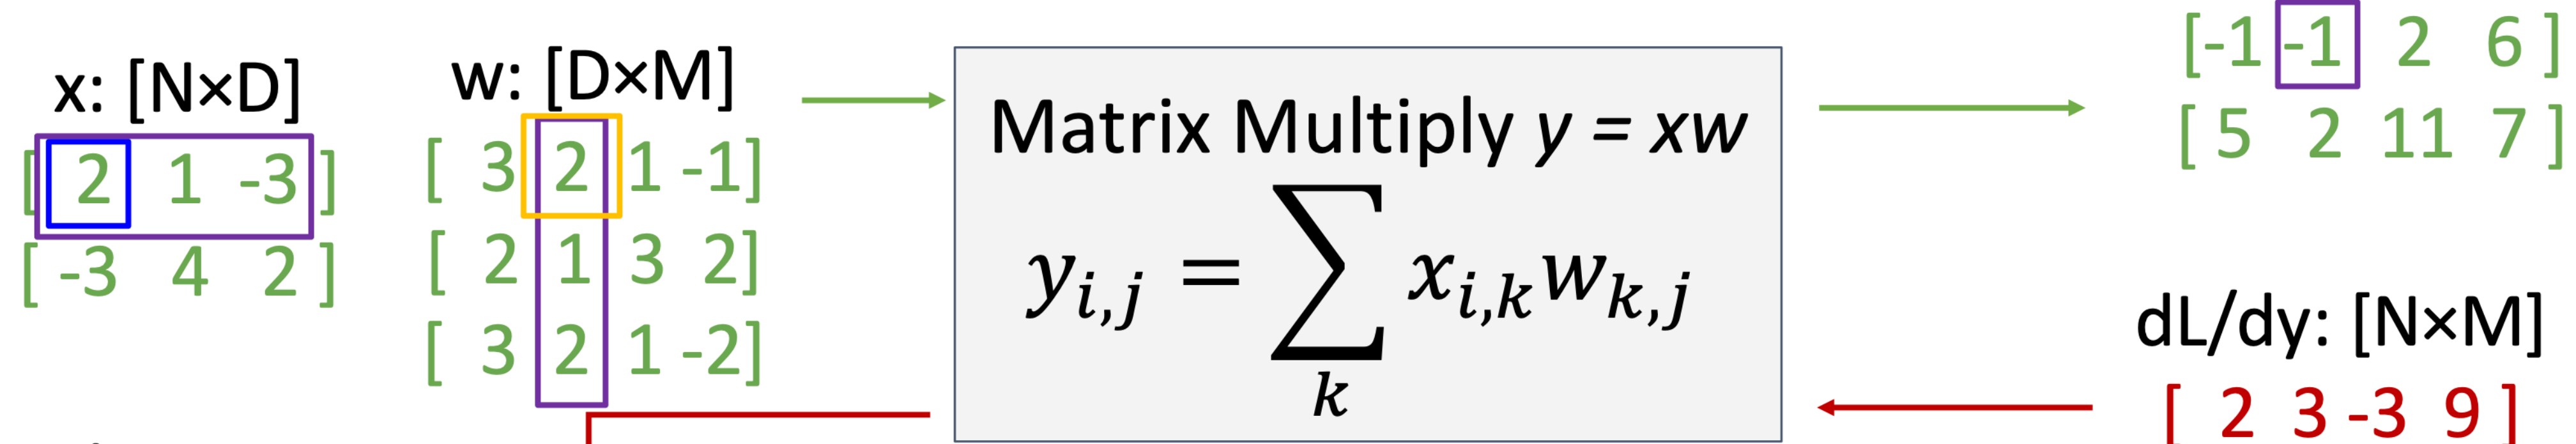 x: [N×D]
[ 2 1 -3 ]
[ -3 4 2 ]
w: [D×M]
[ 3 2 1 -1]
[ 2 1 3 2]
[ 3 2 1 -2]
Matrix Multiply y = xw
y_{i,j} = ∑_k x_{i,k} w_{k,j}
[-1 -1 2 6 ]
[ 5 2 11 7 ]
dL/dy: [N×M]
[ 2 3 -3 9 ]